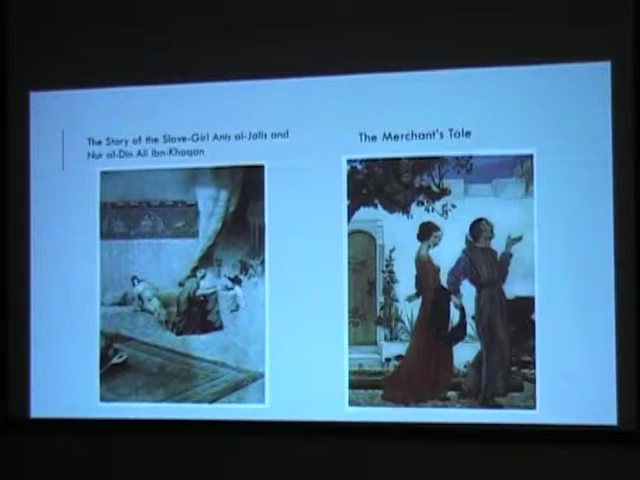 The Story of the Slave-Girl Anis al-Jalis and
Nur al-Din Ali Ibn-Khaqan
The Merchant's Tale